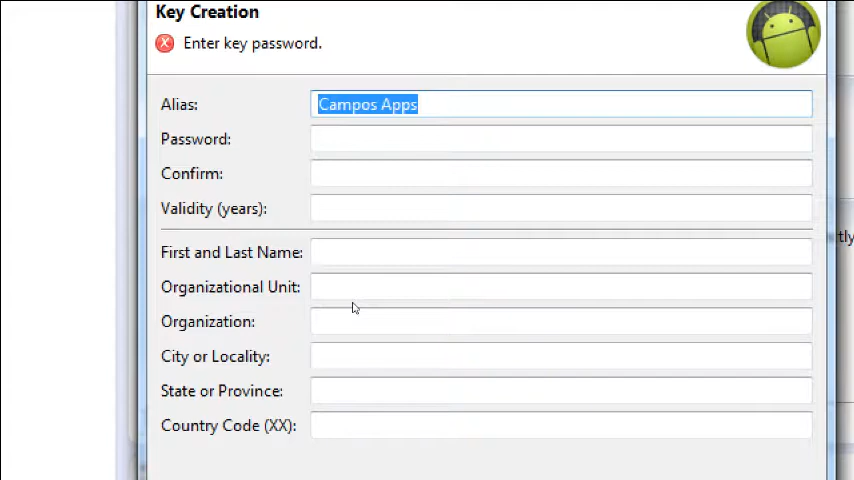 Key Creation
Enter key password.
Alias: Campos Apps
Password:
Confirm:
Validity (years):
tly
First and Last Name:
Organizational Unit:
Organization:
City or Locality:
State or Province:
Country Code (XX):